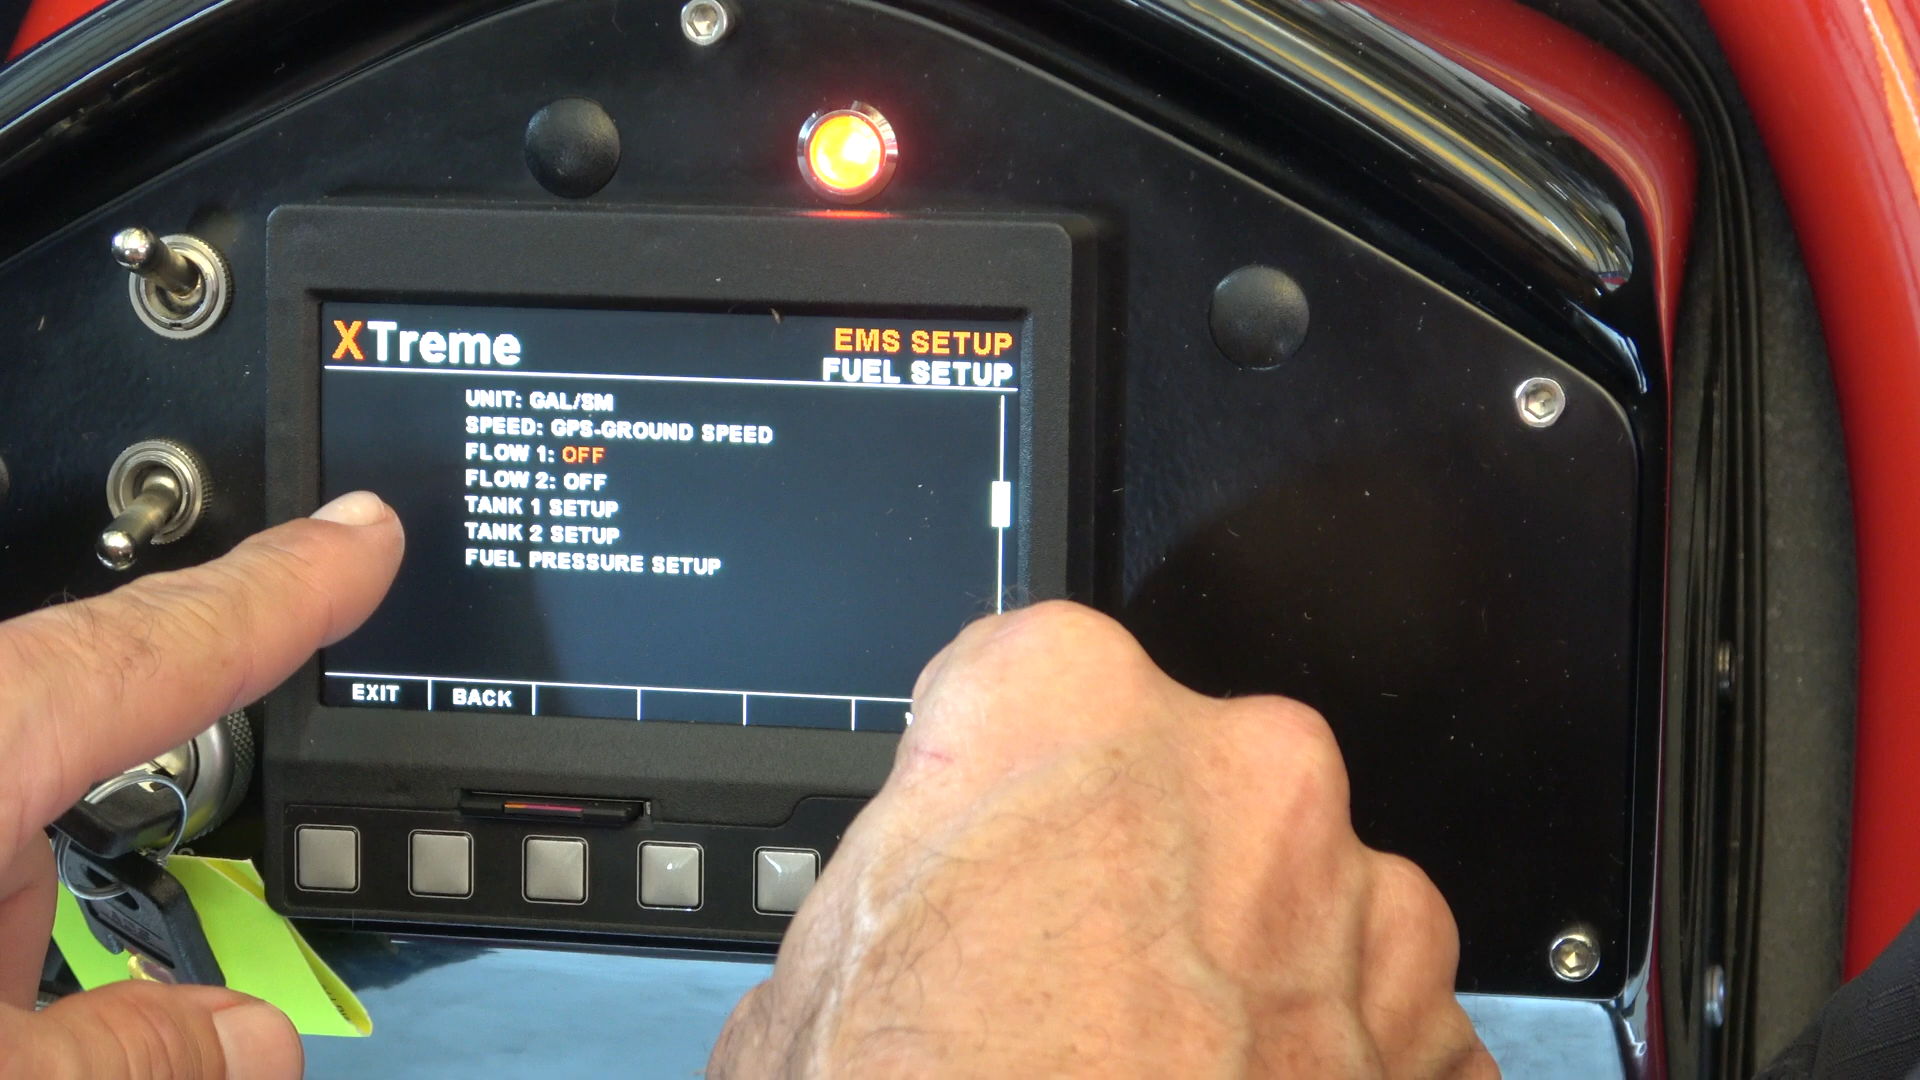 XTreme
EMS SETUP
FUEL SETUP
UNIT: GAL/SM
SPEED: GPS-GROUND SPEED
FLOW 1: OFF
FLOW 2: OFF
TANK 1 SETUP
TANK 2 SETUP
FUEL PRESSURE SETUP
EXIT
BACK